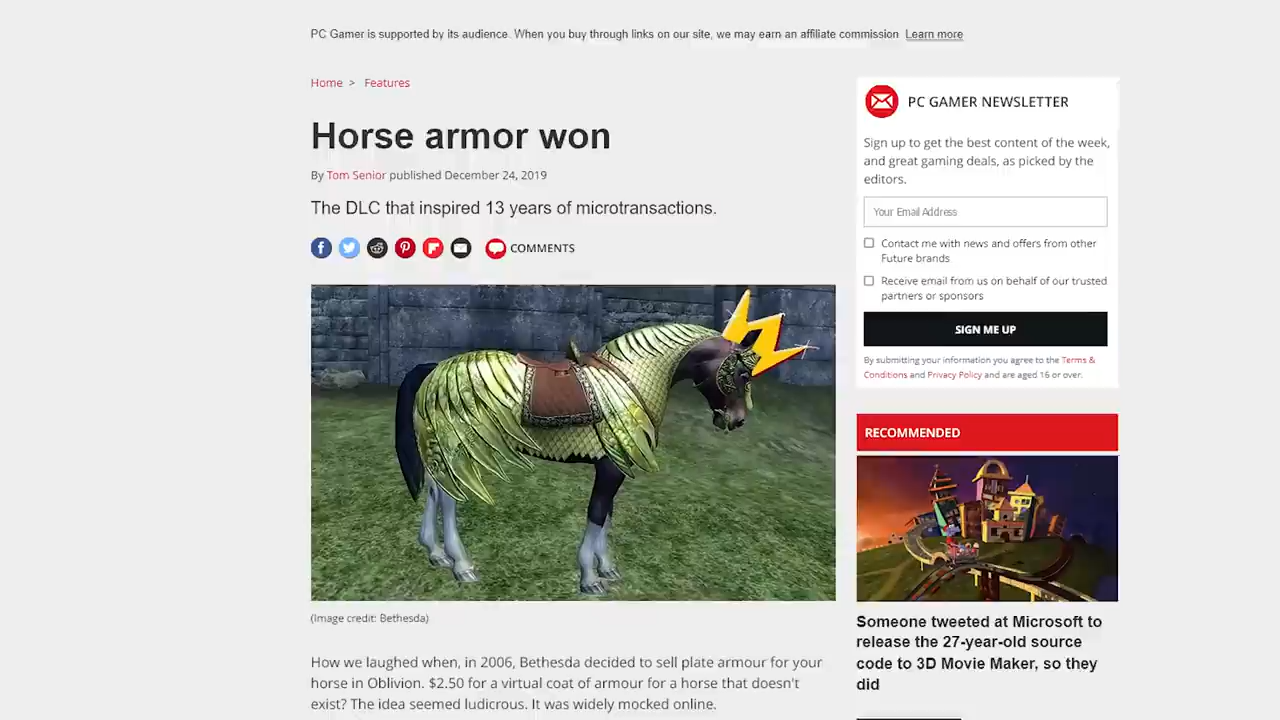 PC Gamer is supported by its audience. When you buy through links on our site, we may earn an affiliate commission Learn more
Home > Features
Horse armor won
By Tom Senior published December 24, 2019
The DLC that inspired 13 years of microtransactions.
COMMENTS
(Image credit: Bethesda)
How we laughed when, in 2006, Bethesda decided to sell plate armour for your
horse in Oblivion. $2.50 for a virtual coat of armour for a horse that doesn't
exist? The idea seemed ludicrous. It was widely mocked online.
PC GAMER NEWSLETTER
Sign up to get the best content of the week,
and great gaming deals, as picked by the
editors.
Your Email Address
Contact me with news and offers from other
Future brands
Receive email from us on behalf of our trusted
partners or sponsors
SIGN ME UP
By submitting your information you agree to the Terms &
Conditions and Privacy Policy and are aged 16 or over.
RECOMMENDED
Someone tweeted at Microsoft to
release the 27-year-old source
code to 3D Movie Maker, so they
did